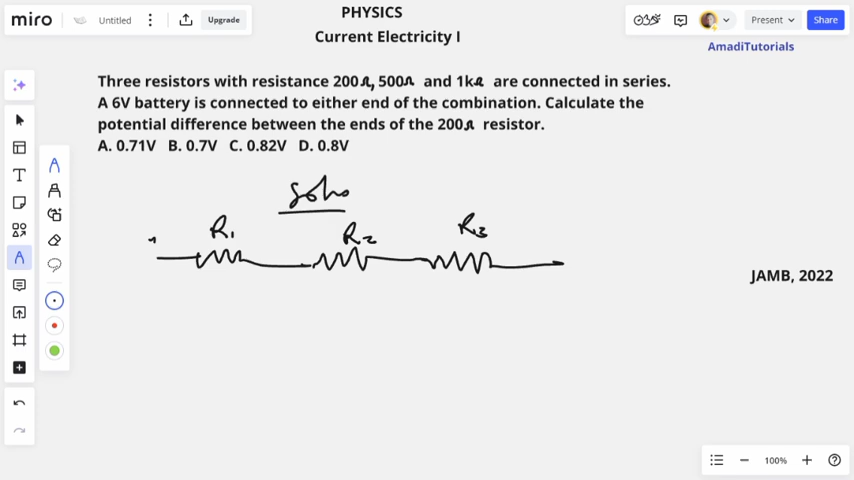 miro
Untitled
Upgrade
PHYSICS
Current Electricity I
Present
Share
AmadiTutorials
Three resistors with resistance 200Ω, 500Ω and 1kΩ are connected in series.
A 6V battery is connected to either end of the combination. Calculate the
potential difference between the ends of the 200Ω resistor.
A. 0.71V B. 0.7V C. 0.82V D. 0.8V
R1
R2
R3
JAMB, 2022
100%